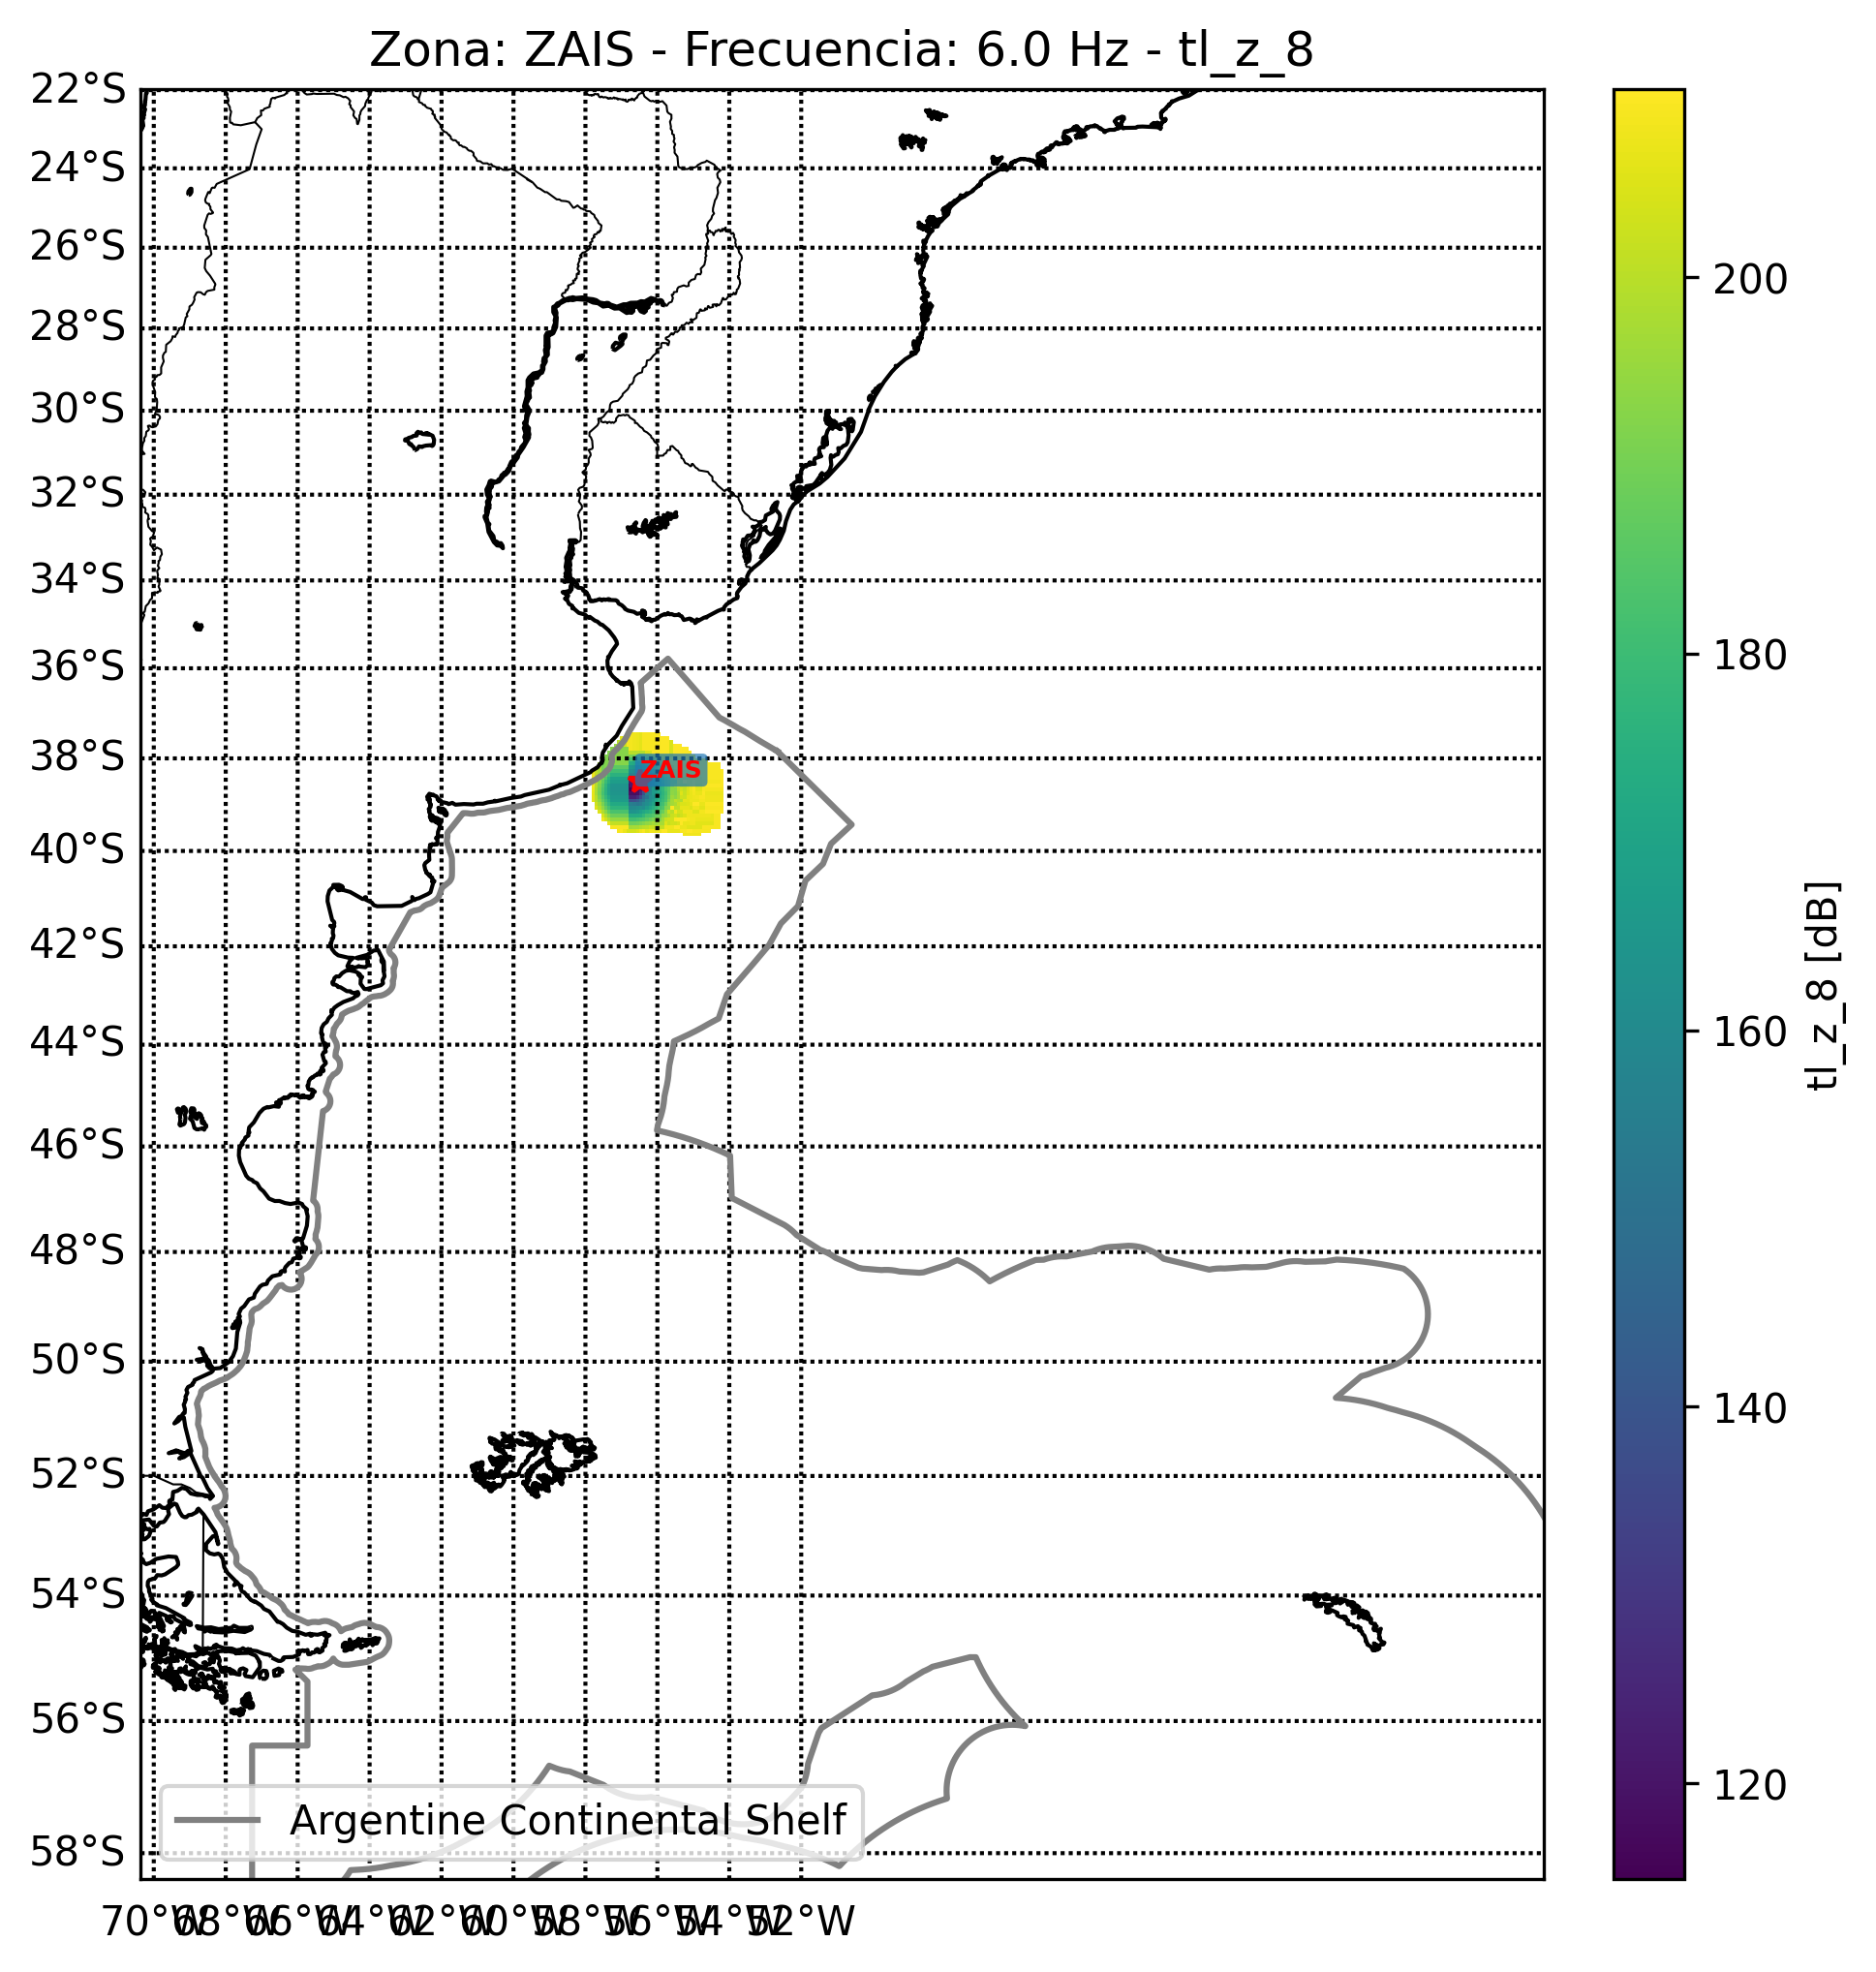 Zona: ZAIS - Frecuencia: 6.0 Hz - tl_z_8
22°S
24°S
26°S
28°S
30°S
32°S
34°S
36°S
38°S
40°S
42°S
44°S
46°S
48°S
50°S
52°S
54°S
56°S
58°S
ZAIS
Argentine Continental Shelf
70°W 68°W 66°W 64°W 62°W 60°W 58°W 56°W 54°W 52°W
200
180
160
140
120
tl_z_8 [dB]